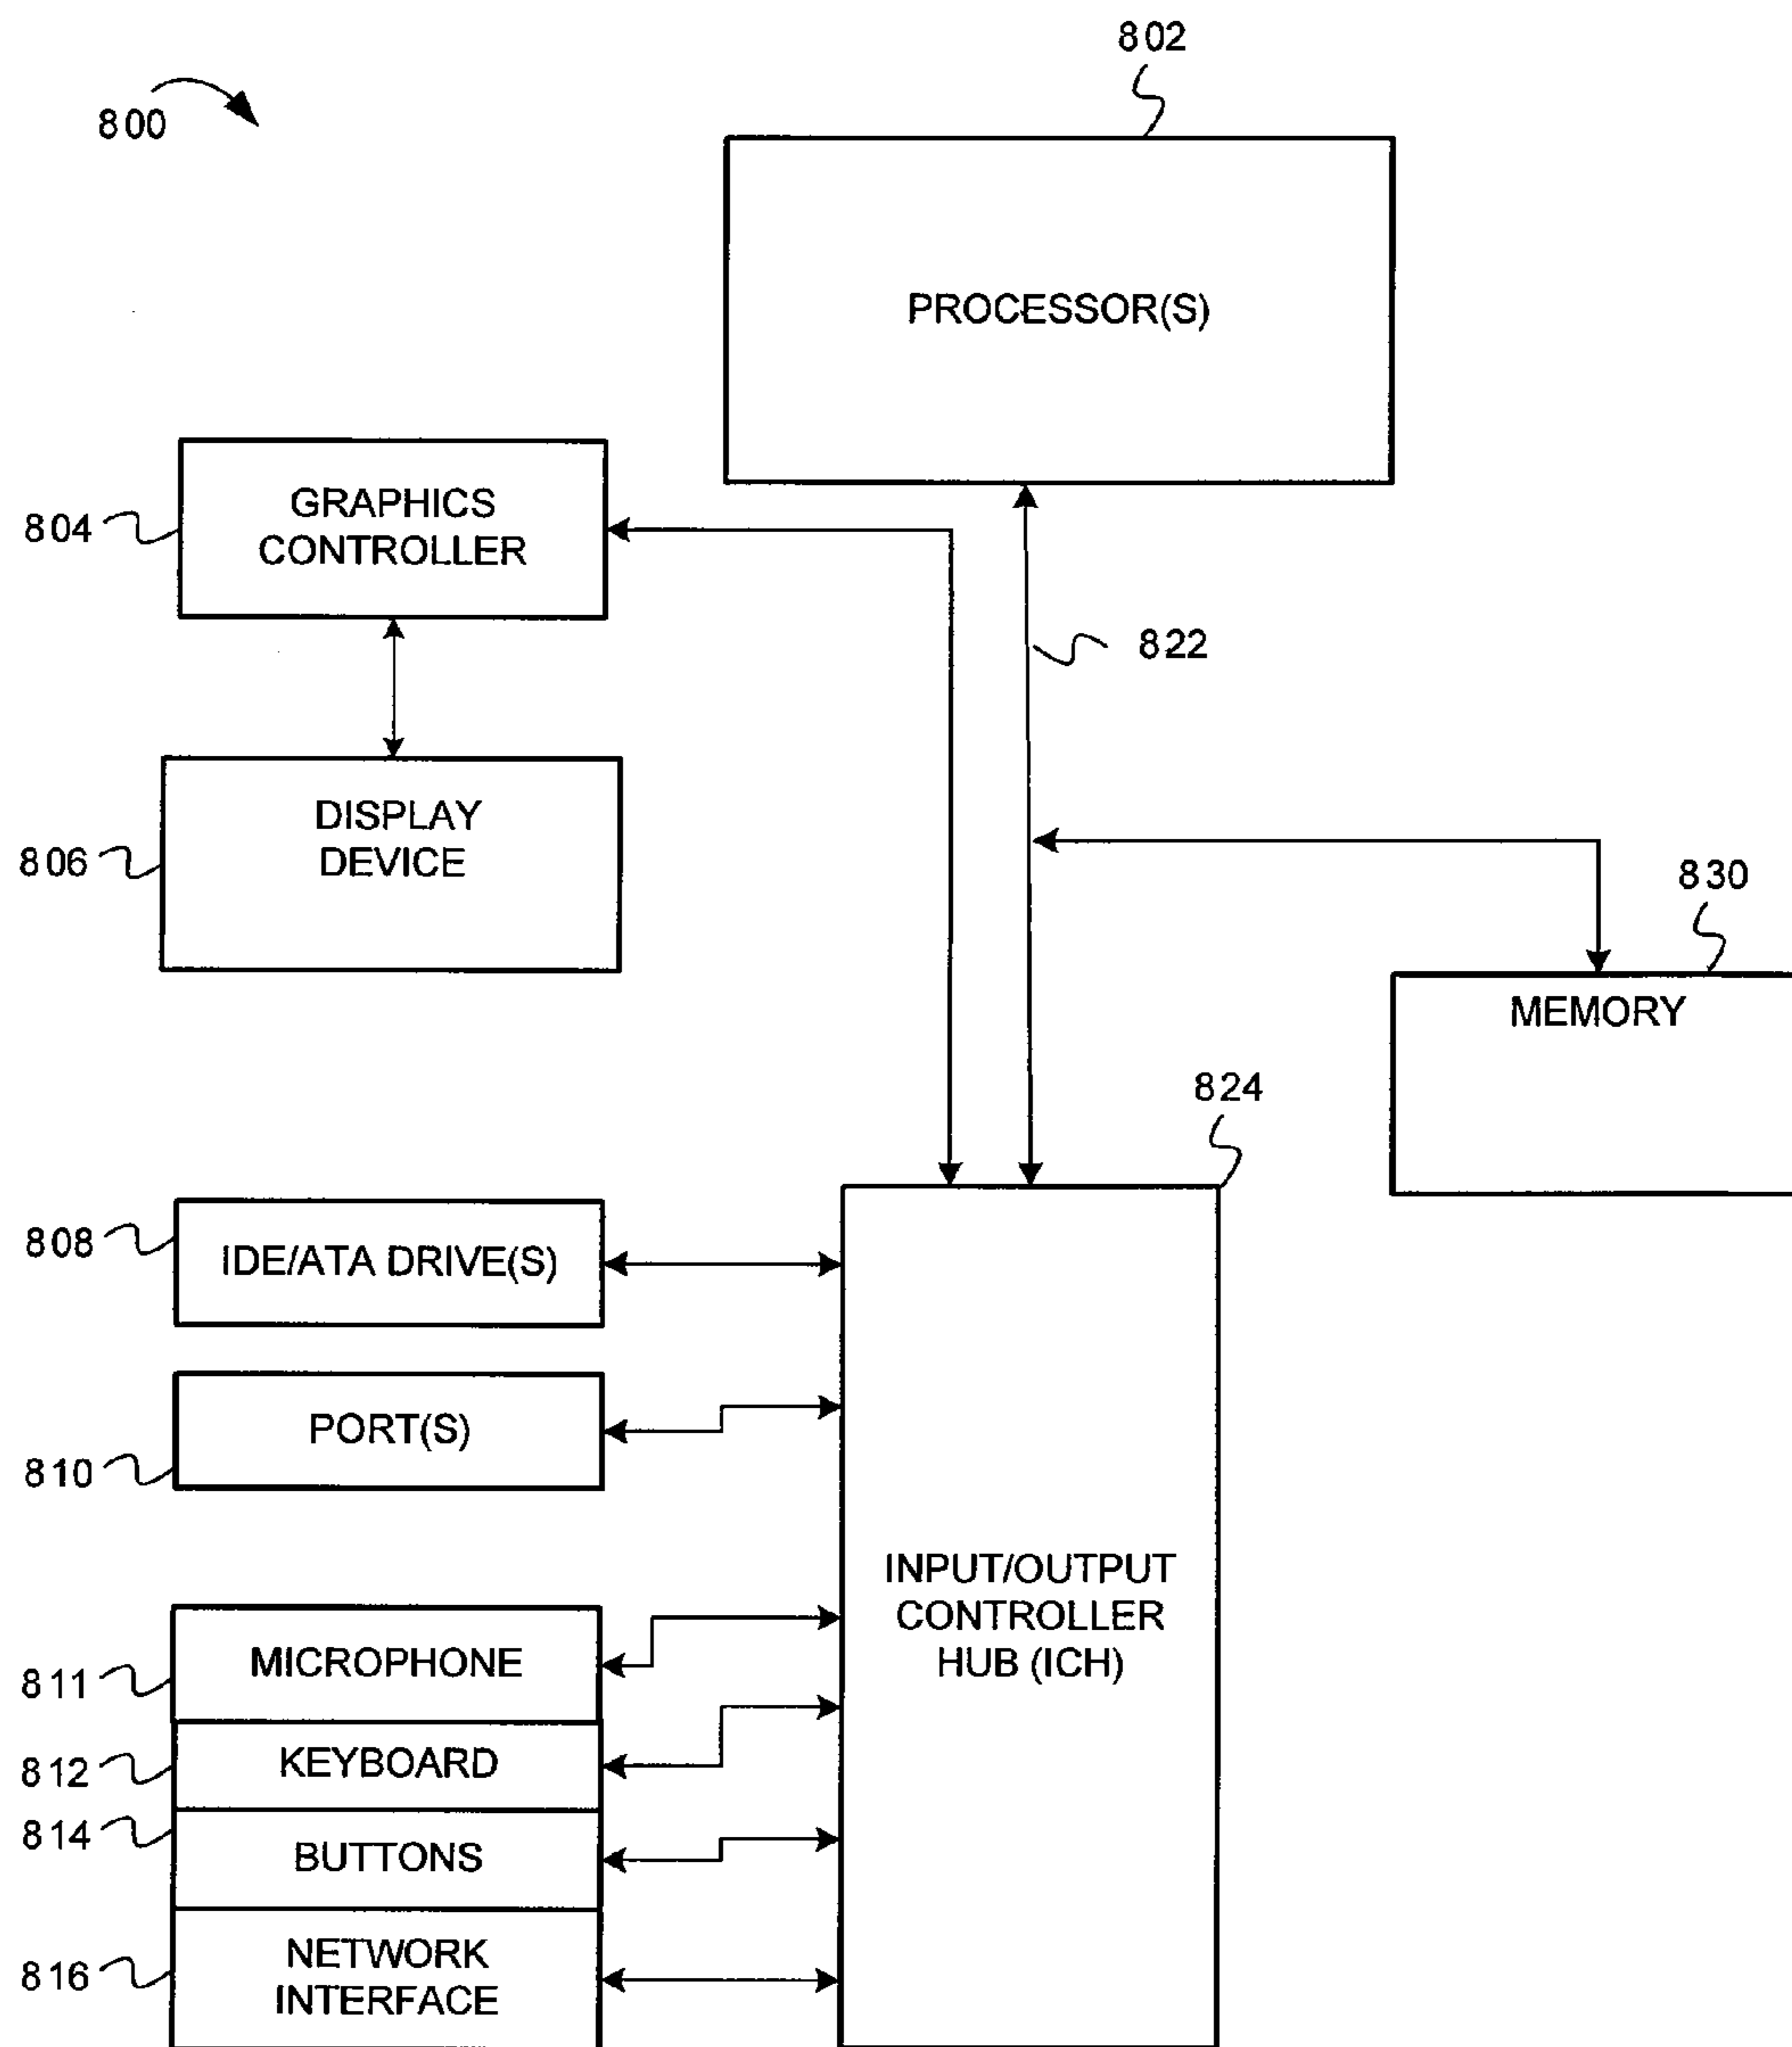 802
800
PROCESSOR(S)
GRAPHICS
CONTROLLER
804
822
DISPLAY
DEVICE
806
830
MEMORY
824
808
IDE/ATA DRIVE(S)
PORT(S)
810
INPUT/OUTPUT
CONTROLLER
HUB (ICH)
MICROPHONE
811
KEYBOARD
812
814
BUTTONS
NETWORK
INTERFACE
816